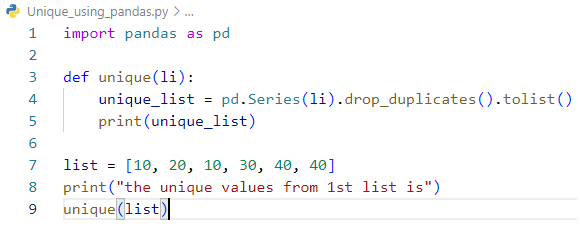 Unique_using_pandas.py > ...
1 import pandas as pd
2
3 def unique(li):
4     unique_list = pd.Series(li).drop_duplicates().tolist()
5     print(unique_list)
6
7 list = [10, 20, 10, 30, 40, 40]
8 print("the unique values from 1st list is")
9 unique(list)